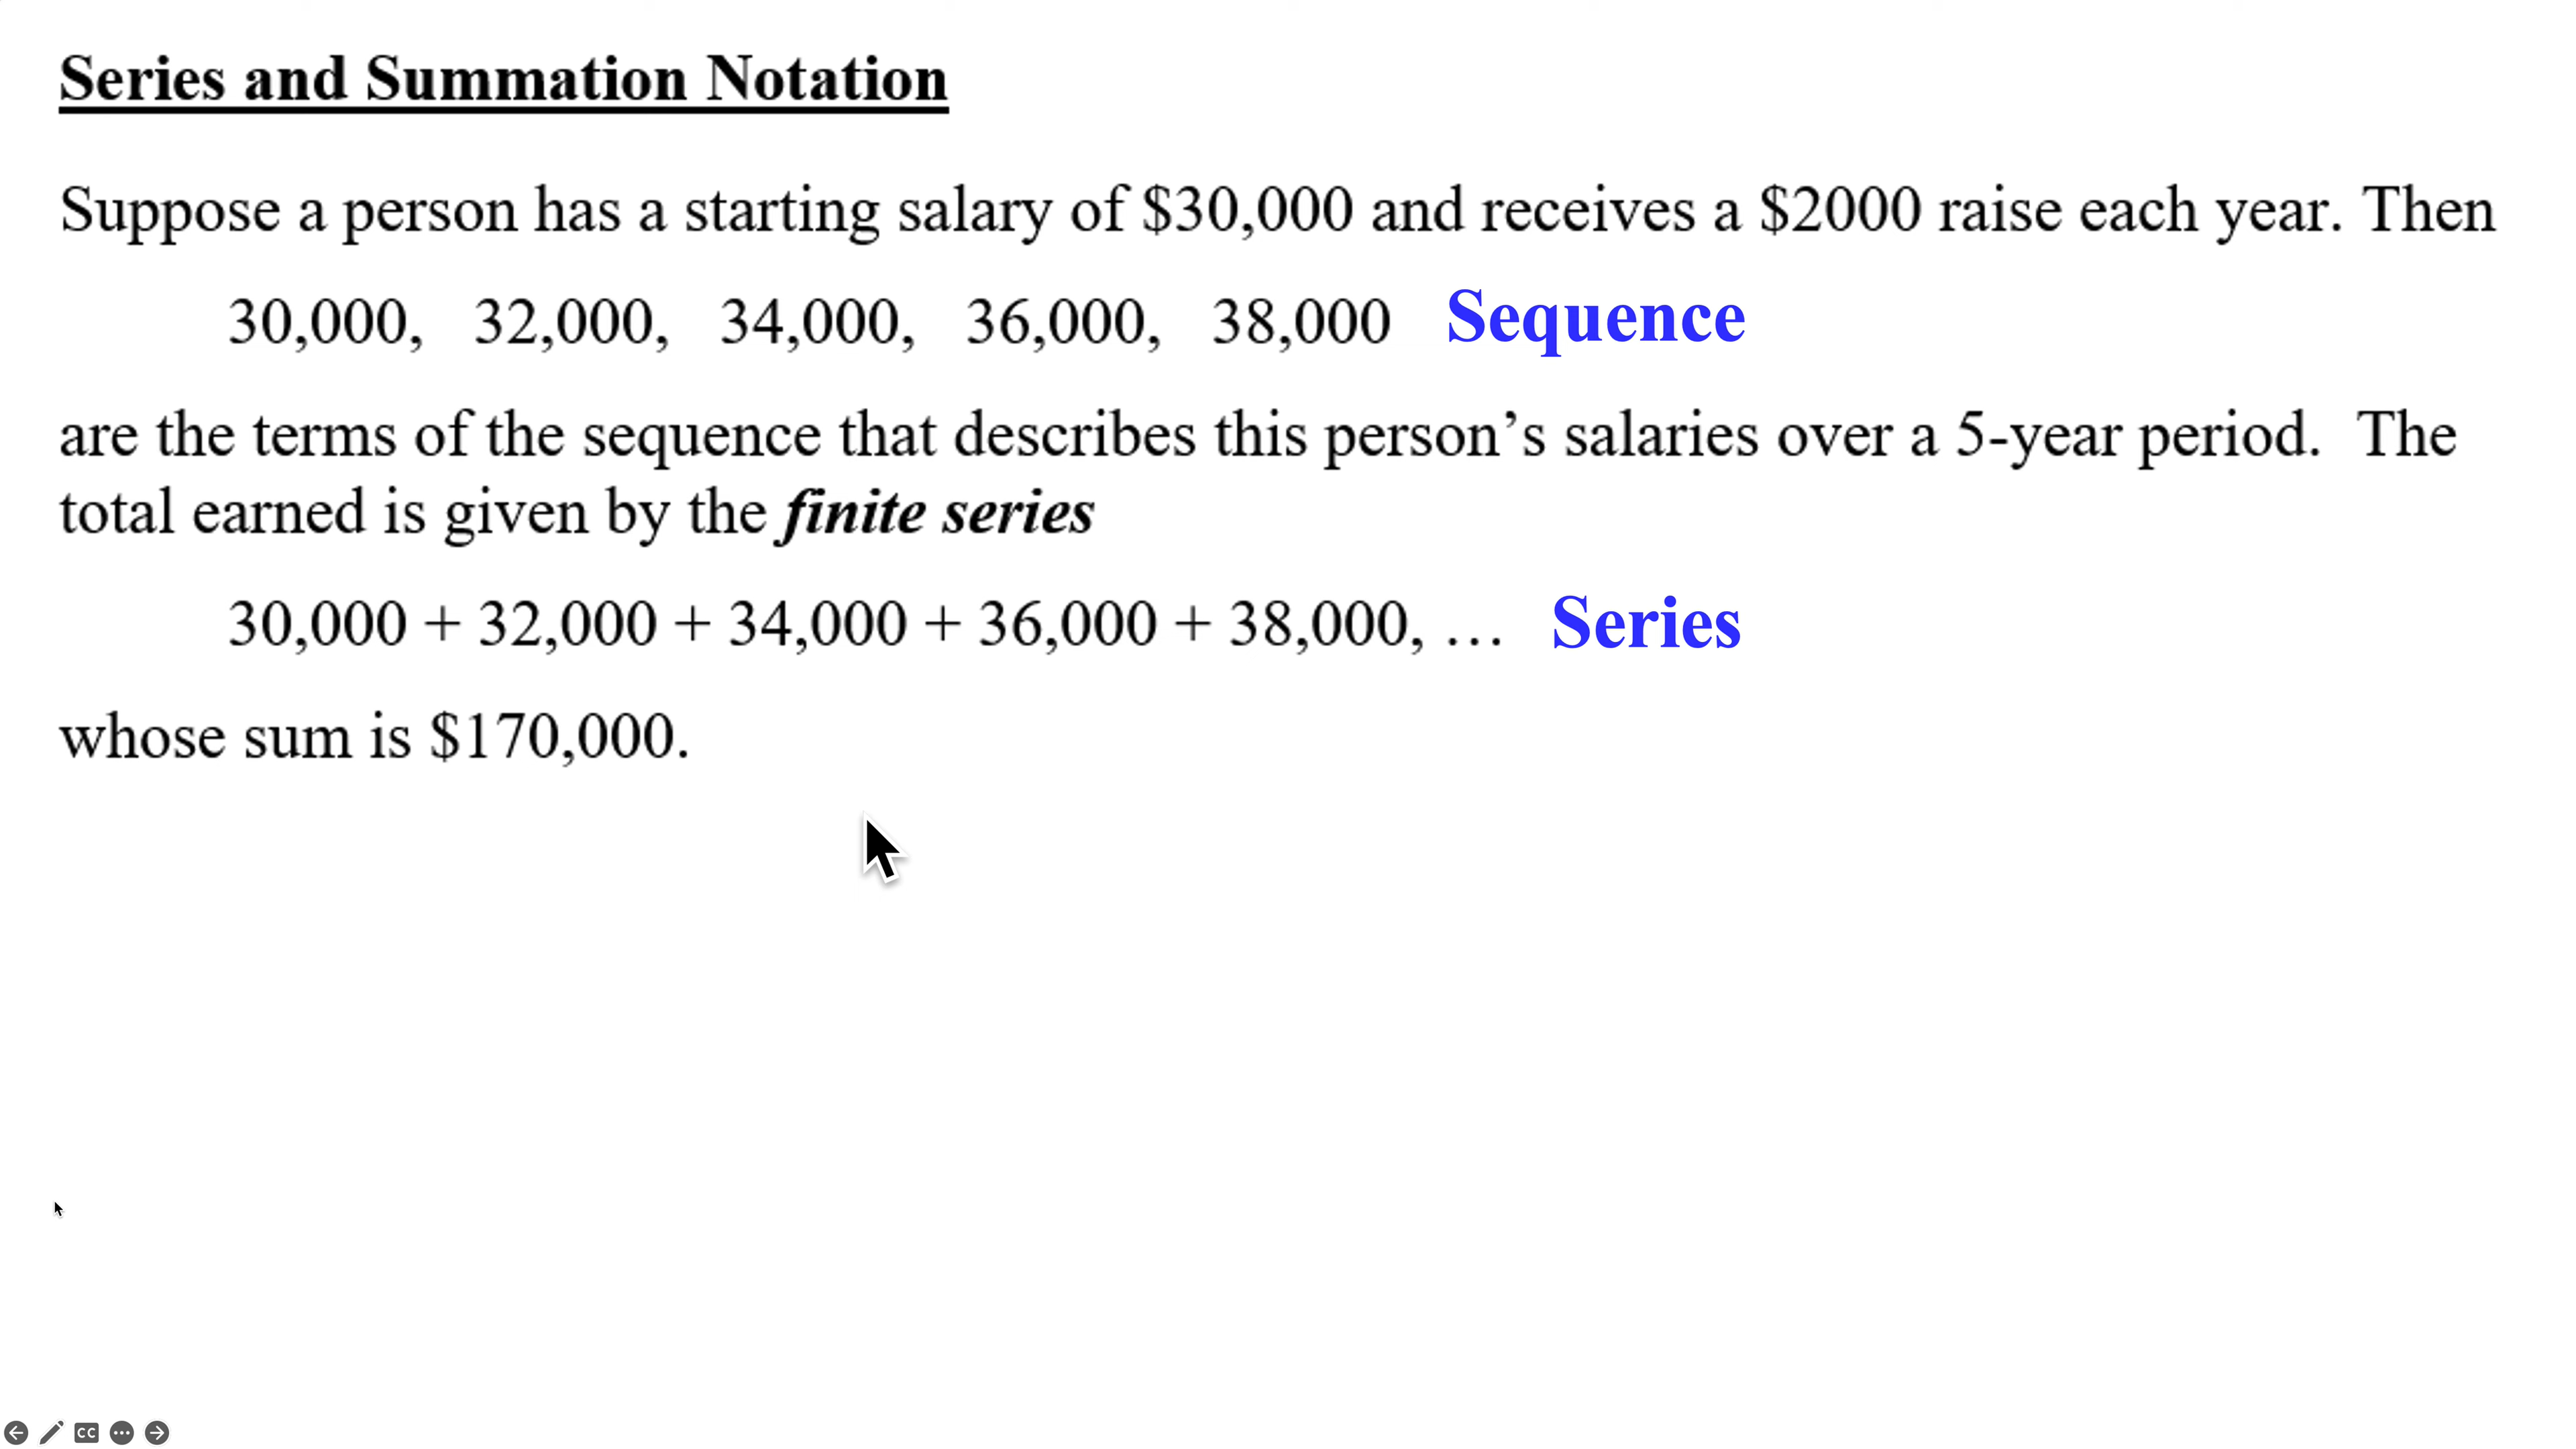 Series and Summation Notation
Suppose a person has a starting salary of $30,000 and receives a $2000 raise each year. Then
30,000, 32,000, 34,000, 36,000, 38,000 Sequence
are the terms of the sequence that describes this person’s salaries over a 5-year period. The
total earned is given by the finite series
30,000 + 32,000 + 34,000 + 36,000 + 38,000, … Series
whose sum is $170,000.
CC